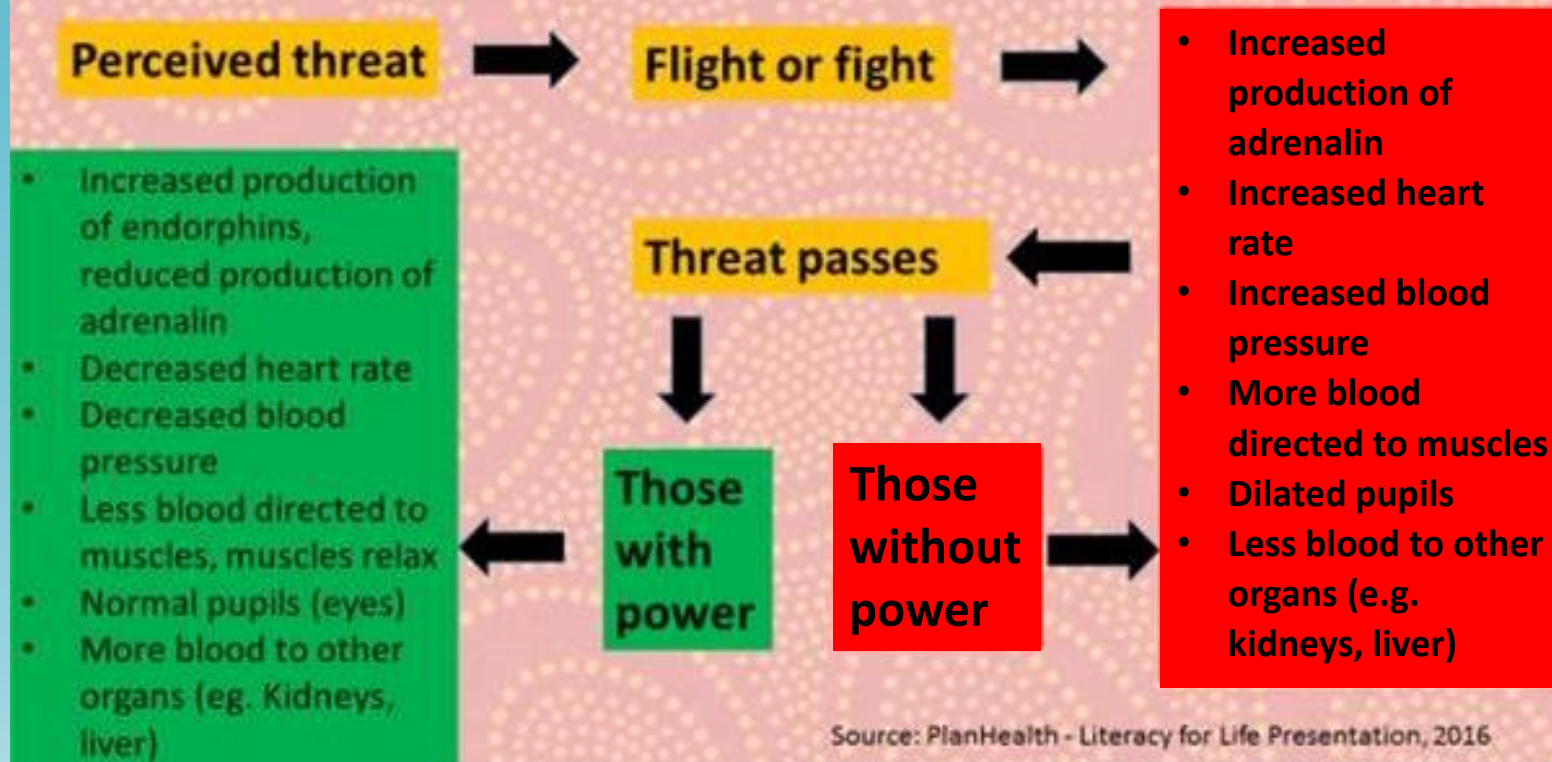 Perceived threat
Flight or fight
• Increased
production of
adrenalin
• Increased heart
rate
• Increased blood
pressure
• More blood
directed to muscles
• Dilated pupils
• Less blood to other
organs (e.g.
kidneys, liver)
Threat passes
Those
with
power
Those
without
power
• Increased production
of endorphins,
reduced production of
adrenalin
• Decreased heart rate
• Decreased blood
pressure
• Less blood directed to
muscles, muscles relax
• Normal pupils (eyes)
• More blood to other
organs (eg. Kidneys,
liver)
Source: PlanHealth - Literacy for Life Presentation, 2016